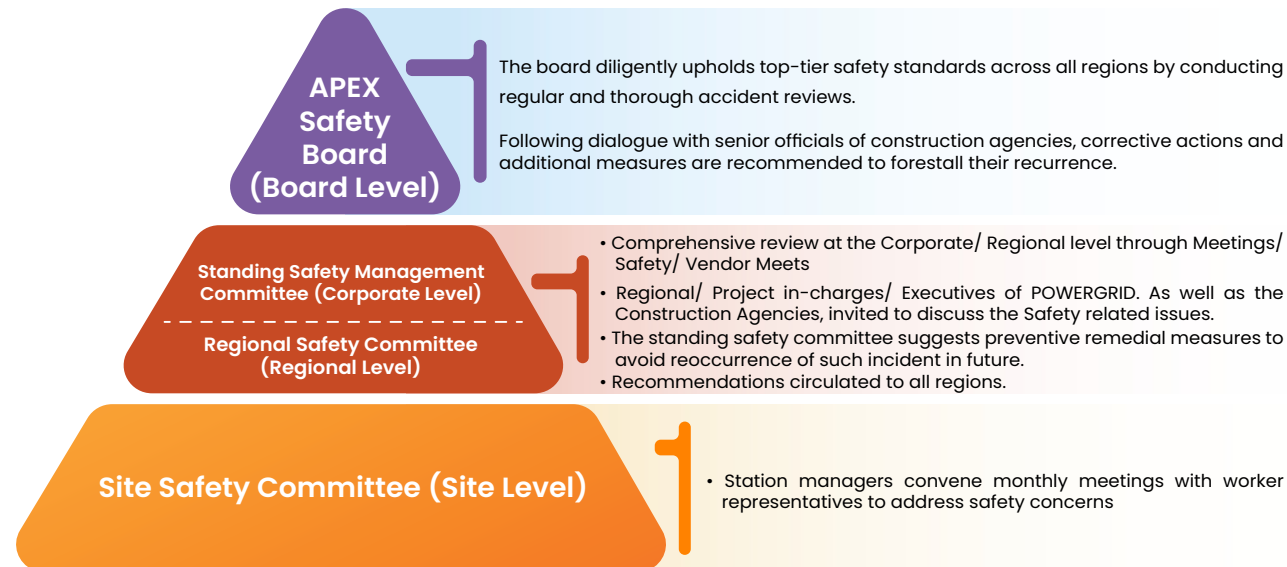 APEX
Safety
Board
(Board Level)
The board diligently upholds top-tier safety standards across all regions by conducting
regular and thorough accident reviews.
Following dialogue with senior officials of construction agencies, corrective actions and
additional measures are recommended to forestall their recurrence.
Standing Safety Management
Committee (Corporate Level)
Regional Safety Committee
(Regional Level)
• Comprehensive review at the Corporate/ Regional level through Meetings/
Safety/ Vendor Meets
• Regional/ Project in-charges/ Executives of POWERGRID. As well as the
Construction Agencies, invited to discuss the Safety related issues.
• The standing safety committee suggests preventive remedial measures to
avoid reoccurrence of such incident in future.
• Recommendations circulated to all regions.
Site Safety Committee (Site Level)
• Station managers convene monthly meetings with worker
representatives to address safety concerns